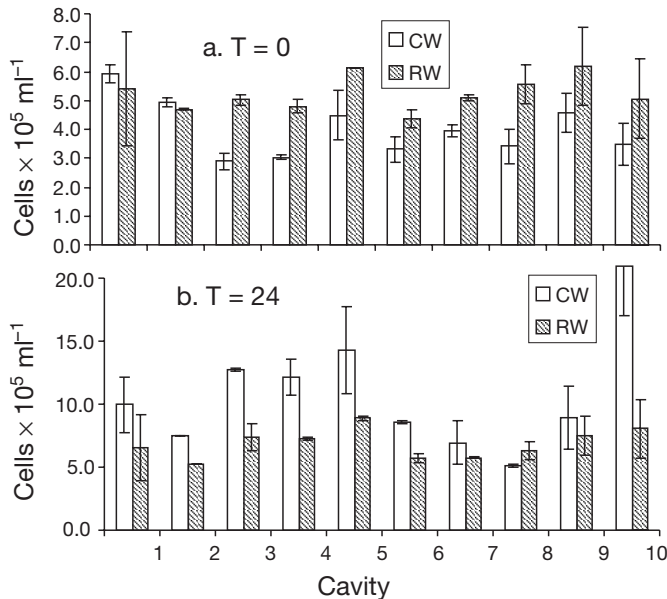 8.0
7.0
6.0
5.0
4.0
3.0
2.0
1.0
0.0
Cells × 10⁵ ml⁻¹
a. T = 0
CW
RW
20.0
15.0
10.0
5.0
0.0
Cells × 10⁵ ml⁻¹
b. T = 24
CW
RW
1 2 3 4 5 6 7 8 9 10
Cavity